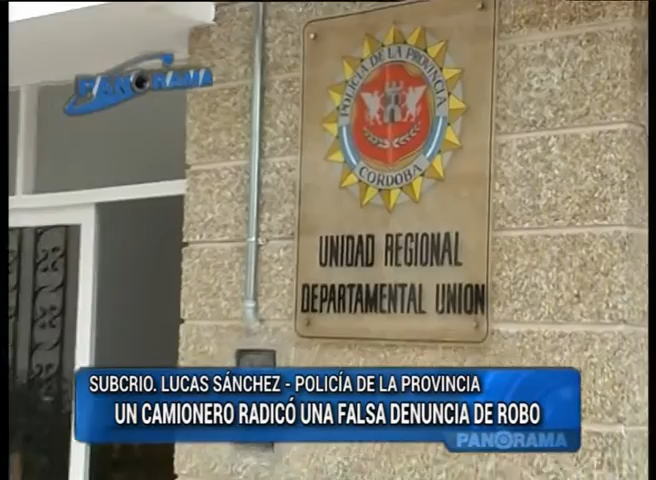 PANORAMA
POLICIA DE LA PROVINCIA
CORDOBA
UNIDAD REGIONAL
DEPARTAMENTAL UNION
SUBCRIO. LUCAS SÁNCHEZ - POLICÍA DE LA PROVINCIA
UN CAMIONERO RADICÓ UNA FALSA DENUNCIA DE ROBO
PANORAMA